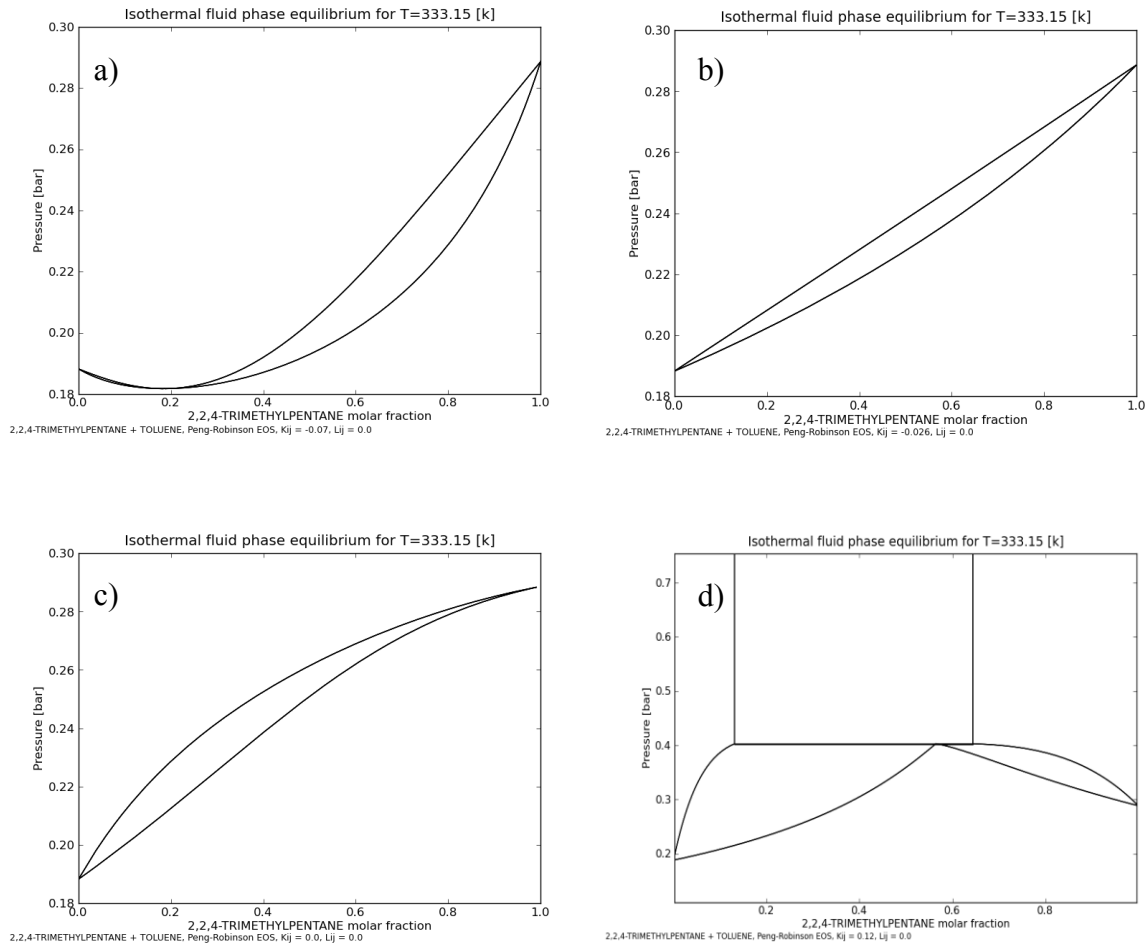 Isothermal fluid phase equilibrium for T=333.15 [k]
a)
0.30
0.28
0.26
0.24
0.22
0.20
0.18
Pressure [bar]
0.0 0.2 0.4 0.6 0.8 1.0
2,2,4-TRIMETHYLPENTANE molar fraction
2,2,4-TRIMETHYLPENTANE + TOLUENE, Peng-Robinson EOS, Kij = -0.07, Lij = 0.0
Isothermal fluid phase equilibrium for T=333.15 [k]
b)
0.30
0.28
0.26
0.24
0.22
0.20
0.18
Pressure [bar]
0.0 0.2 0.4 0.6 0.8 1.0
2,2,4-TRIMETHYLPENTANE molar fraction
2,2,4-TRIMETHYLPENTANE + TOLUENE, Peng-Robinson EOS, Kij = -0.026, Lij = 0.0
Isothermal fluid phase equilibrium for T=333.15 [k]
c)
0.30
0.28
0.26
0.24
0.22
0.20
0.18
Pressure [bar]
0.0 0.2 0.4 0.6 0.8 1.0
2,2,4-TRIMETHYLPENTANE molar fraction
2,2,4-TRIMETHYLPENTANE + TOLUENE, Peng-Robinson EOS, Kij = 0.0, Lij = 0.0
Isothermal fluid phase equilibrium for T=333.15 [k]
d)
0.7
0.6
0.5
0.4
0.3
0.2
Pressure [bar]
0.2 0.4 0.6 0.8
2,2,4-TRIMETHYLPENTANE molar fraction
2,2,4-TRIMETHYLPENTANE + TOLUENE, Peng-Robinson EOS, Kij = 0.12, Lij = 0.0